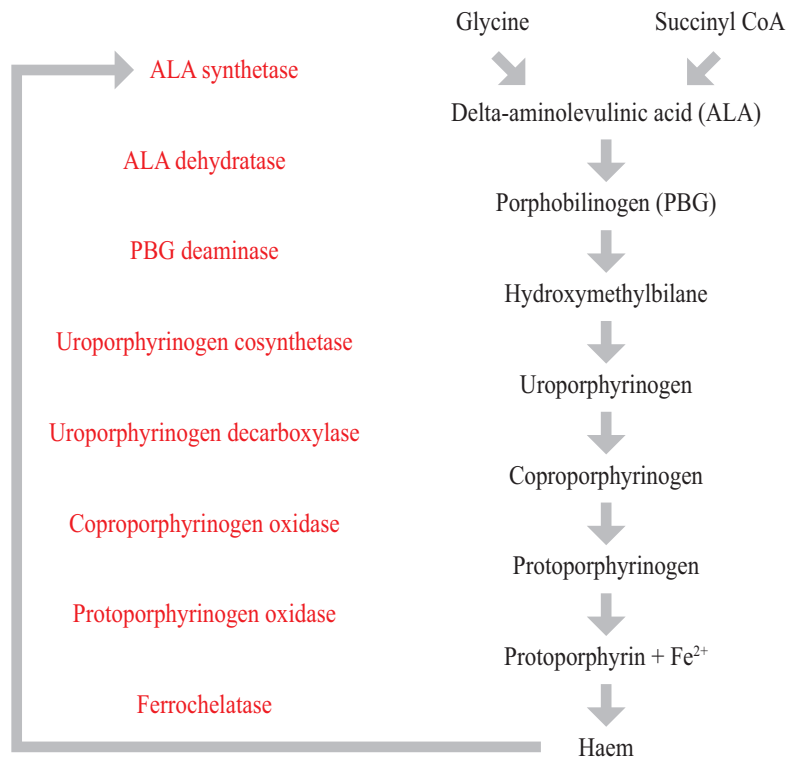 Glycine
Succinyl CoA
ALA synthetase
Delta-aminolevulinic acid (ALA)
ALA dehydratase
Porphobilinogen (PBG)
PBG deaminase
Hydroxymethylbilane
Uroporphyrinogen cosynthetase
Uroporphyrinogen
Uroporphyrinogen decarboxylase
Coproporphyrinogen
Coproporphyrinogen oxidase
Protoporphyrinogen
Protoporphyrinogen oxidase
Protoporphyrin + Fe²⁺
Ferrochelatase
Haem